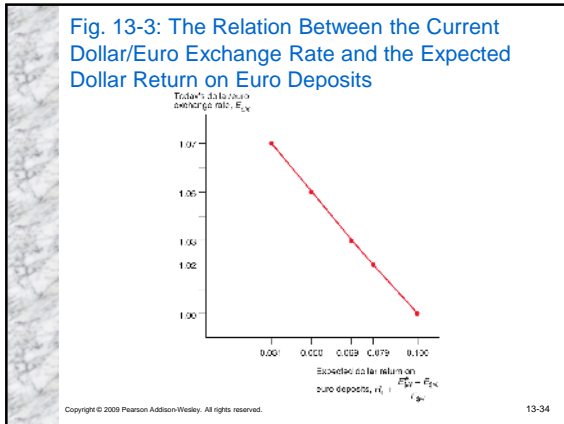 Fig. 13-3: The Relation Between the Current
Dollar/Euro Exchange Rate and the Expected
Dollar Return on Euro Deposits
Today's dollar/euro
exchange rate,
1.07
1.05
1.03
1.02
1.00
0.031 0.069 0.079 0.100
Expected dollar return on
euro deposits,
Copyright © 2009 Pearson Addison-Wesley. All rights reserved.
13-34